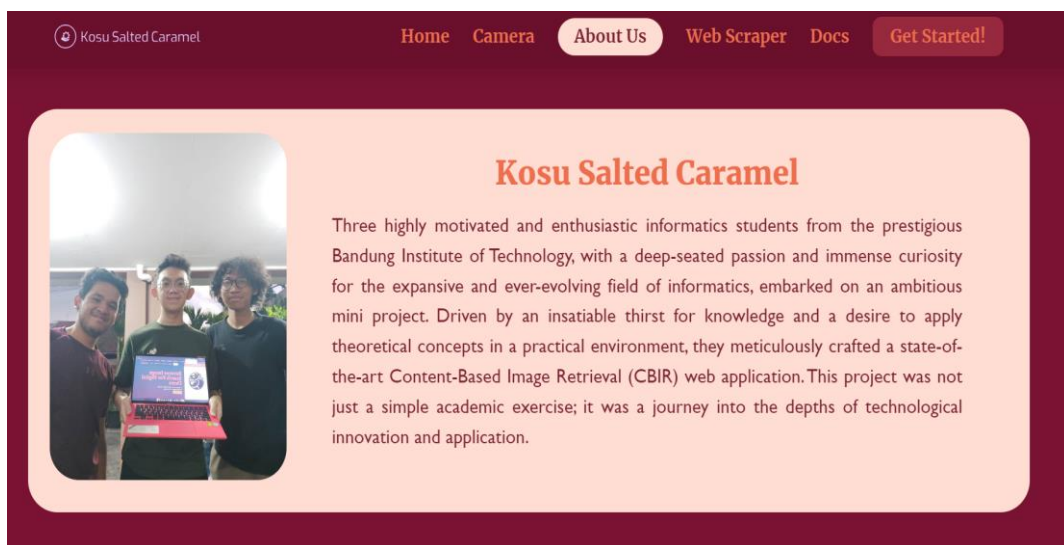 Kosu Salted Caramel
Home Camera About Us Web Scraper Docs Get Started!
Kosu Salted Caramel
Three highly motivated and enthusiastic informatics students from the prestigious
Bandung Institute of Technology, with a deep-seated passion and immense curiosity
for the expansive and ever-evolving field of informatics, embarked on an ambitious
mini project. Driven by an insatiable thirst for knowledge and a desire to apply
theoretical concepts in a practical environment, they meticulously crafted a state-of-
the-art Content-Based Image Retrieval (CBIR) web application. This project was not
just a simple academic exercise; it was a journey into the depths of technological
innovation and application.